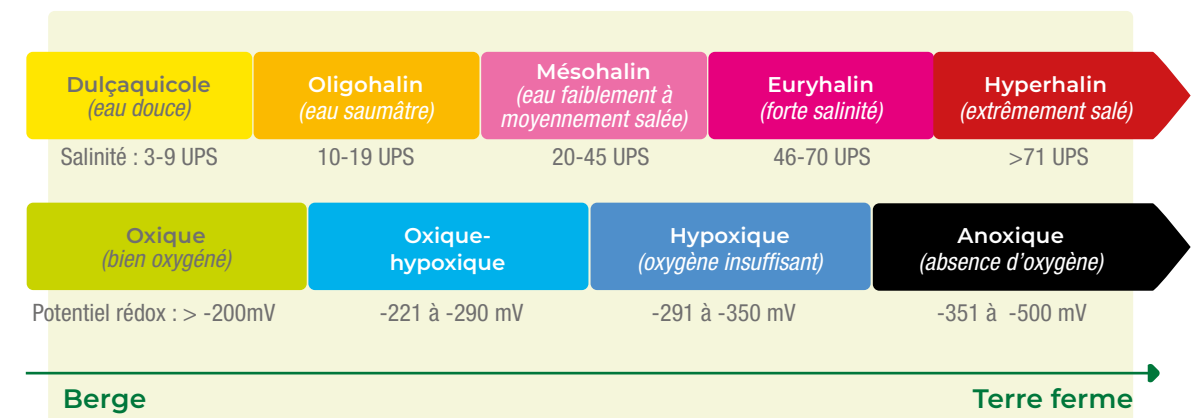 Dulçaquicole
(eau douce)
Oligohalin
(eau saumâtre)
Mésohalin
(eau faiblement à
moyennement salée)
Euryhalin
(forte salinité)
Hyperhalin
(extrêmement salé)
Salinité : 3-9 UPS
10-19 UPS
20-45 UPS
46-70 UPS
>71 UPS
Oxique
(bien oxygéné)
Oxique-
hypoxique
Hypoxique
(oxygène insuffisant)
Anoxique
(absence d'oxygène)
Potentiel rédox : > -200mV
-221 à -290 mV
-291 à -350 mV
-351 à -500 mV
Berge
Terre ferme